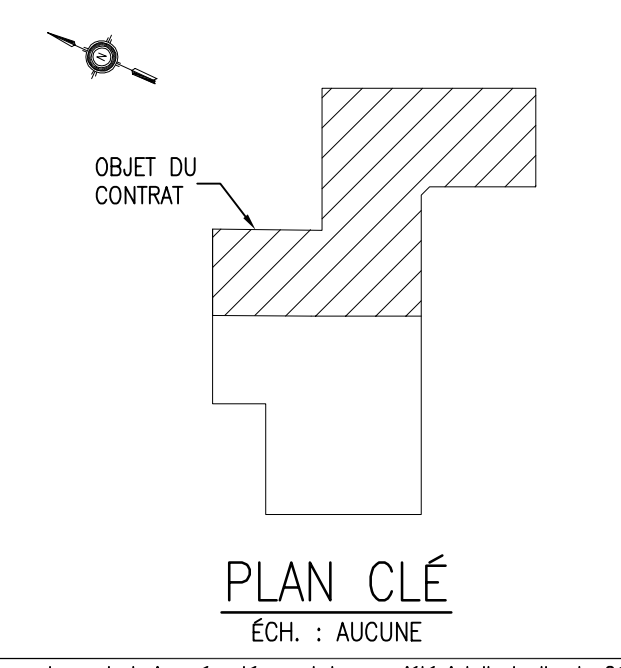 N
OBJET DU
CONTRAT
PLAN CLÉ
ÉCH. : AUCUNE